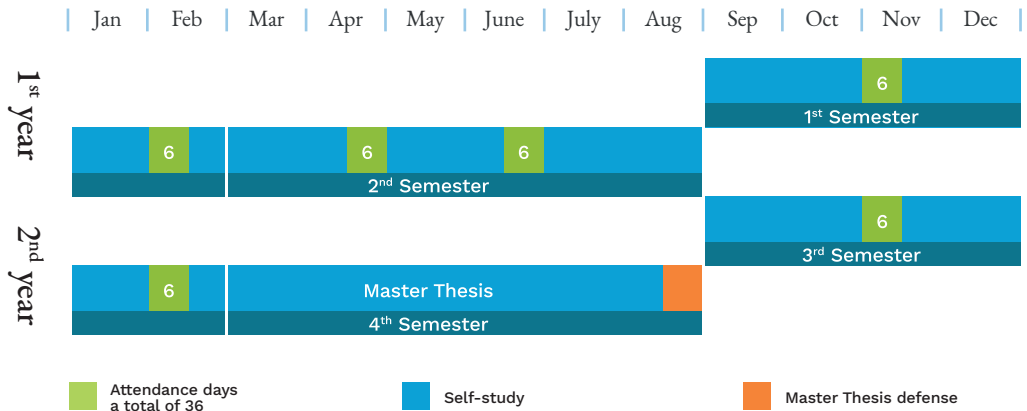 Jan Feb Mar Apr May June July Aug Sep Oct Nov Dec
1st year
6
1st Semester
6 6 6
2nd Semester
2nd year
6
3rd Semester
6 Master Thesis
4th Semester
Attendance days
a total of 36
Self-study
Master Thesis defense